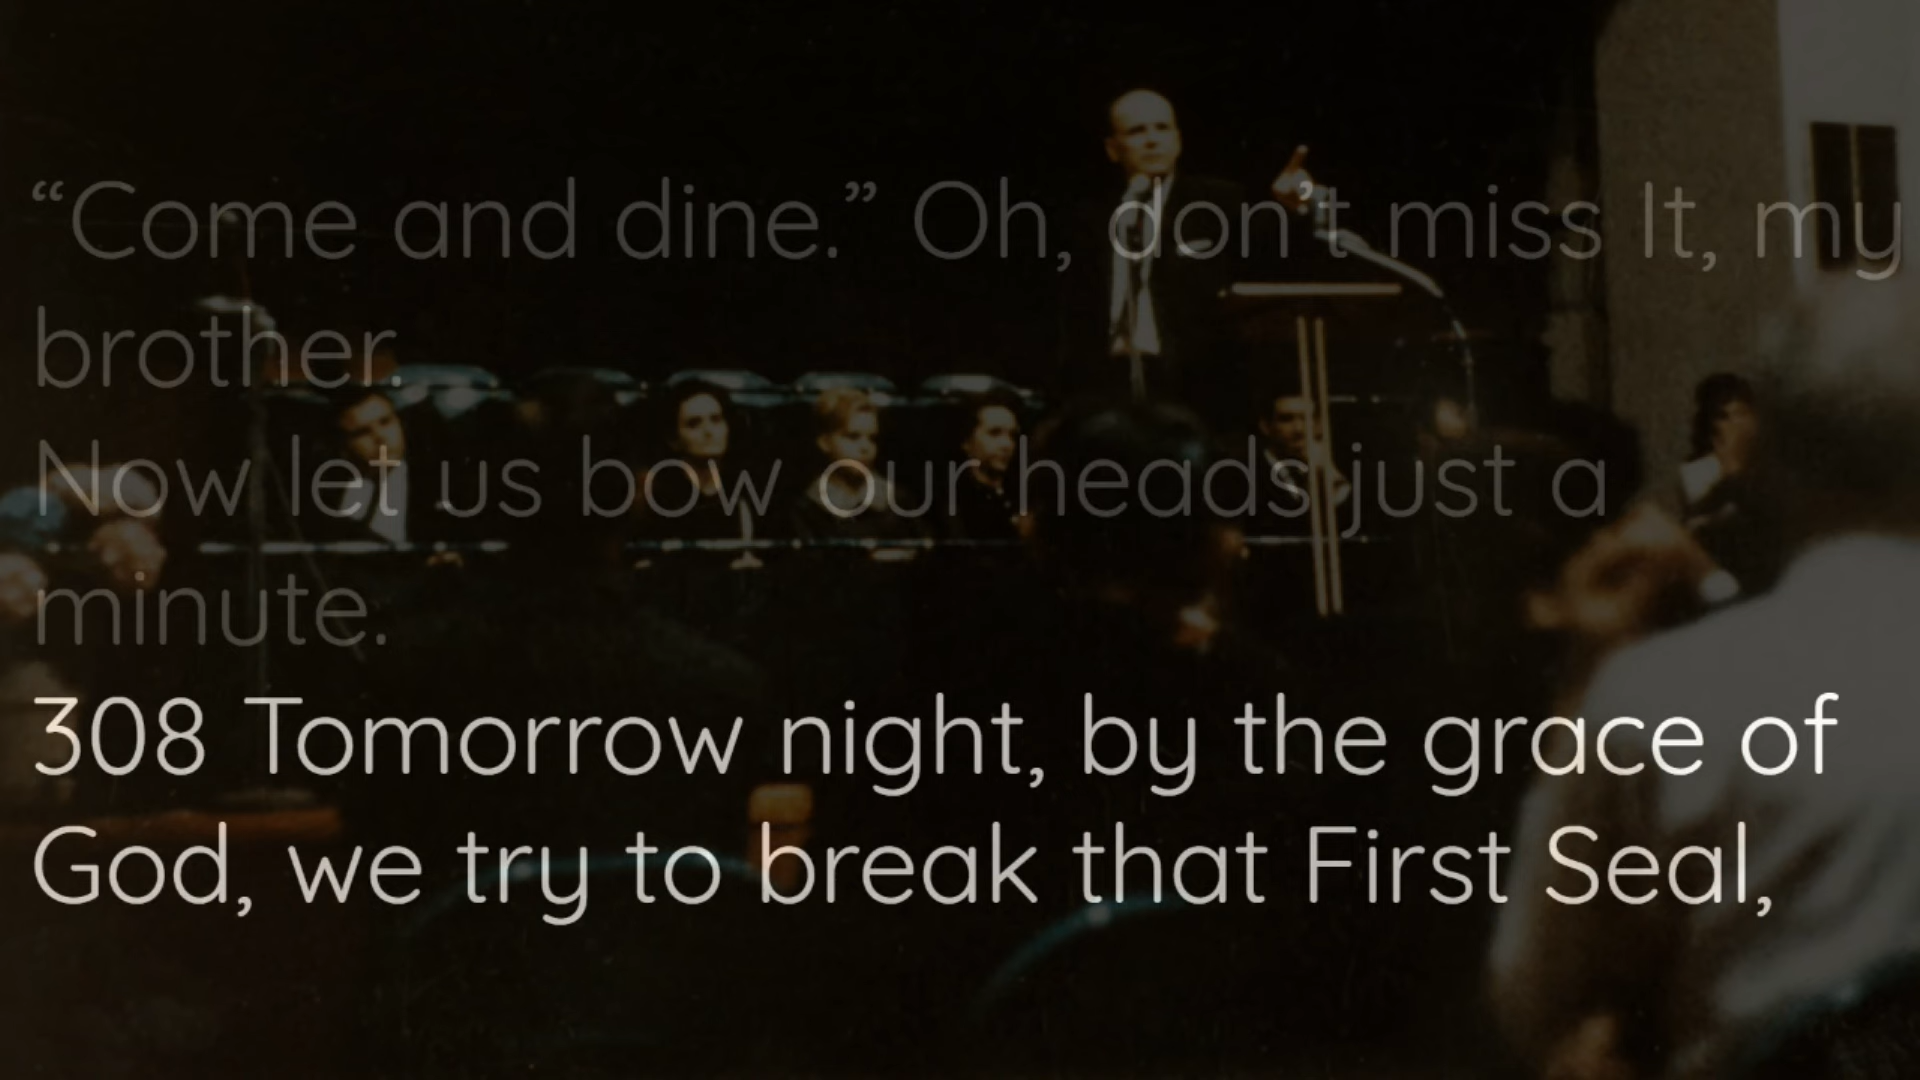 “Come and dine.” Oh, don’t miss It, my
brother.
Now let us bow our heads just a
minute.
308 Tomorrow night, by the grace of
God, we try to break that First Seal,